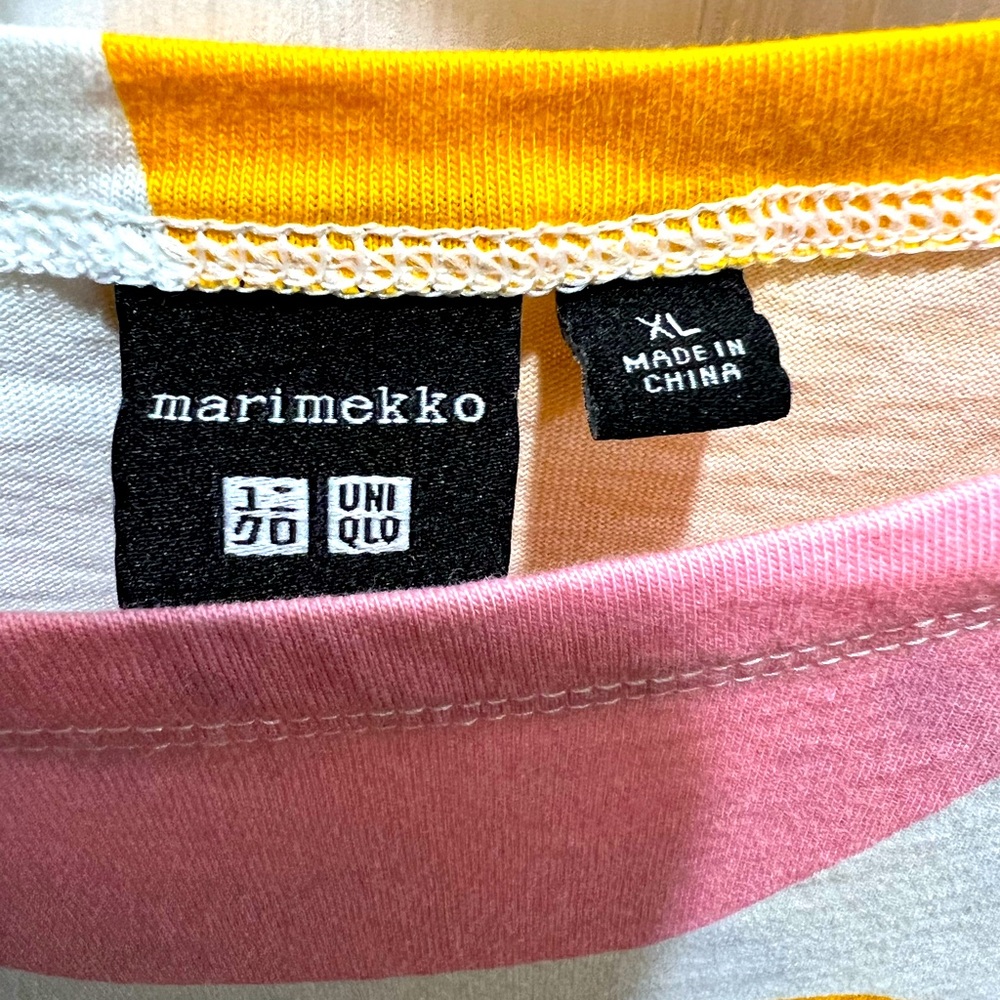 marimekko
ユニ
クロ
UNI
QLO
XL
MADE IN
CHINA